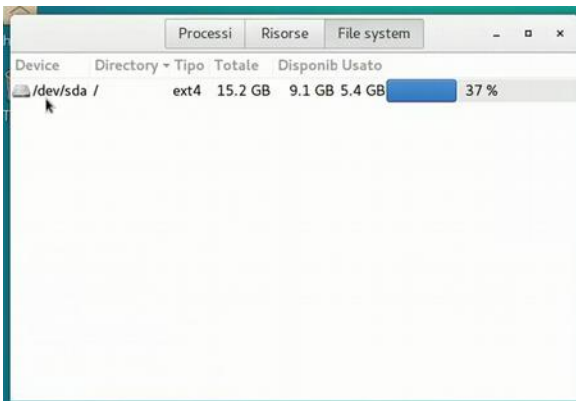 Processi Risorse File system
Device Directory Tipo Totale Disponib Usato
/dev/sda / ext4 15.2 GB 9.1 GB 5.4 GB 37 %